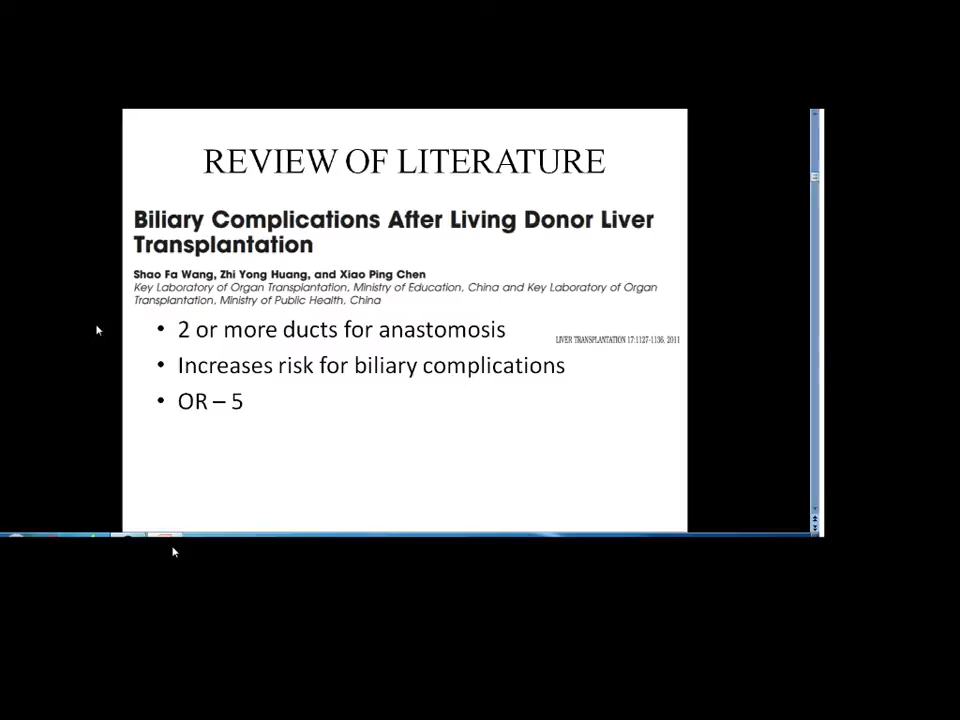 REVIEW OF LITERATURE
Biliary Complications After Living Donor Liver
Transplantation
Shao Fa Wang, Zhi Yong Huang, and Xiao Ping Chen
Key Laboratory of Organ Transplantation, Ministry of Education, China and Key Laboratory of Organ
Transplantation, Ministry of Public Health, China
• 2 or more ducts for anastomosis
LIVER TRANSPLANTATION 17:1127-1136, 2011
• Increases risk for biliary complications
• OR – 5